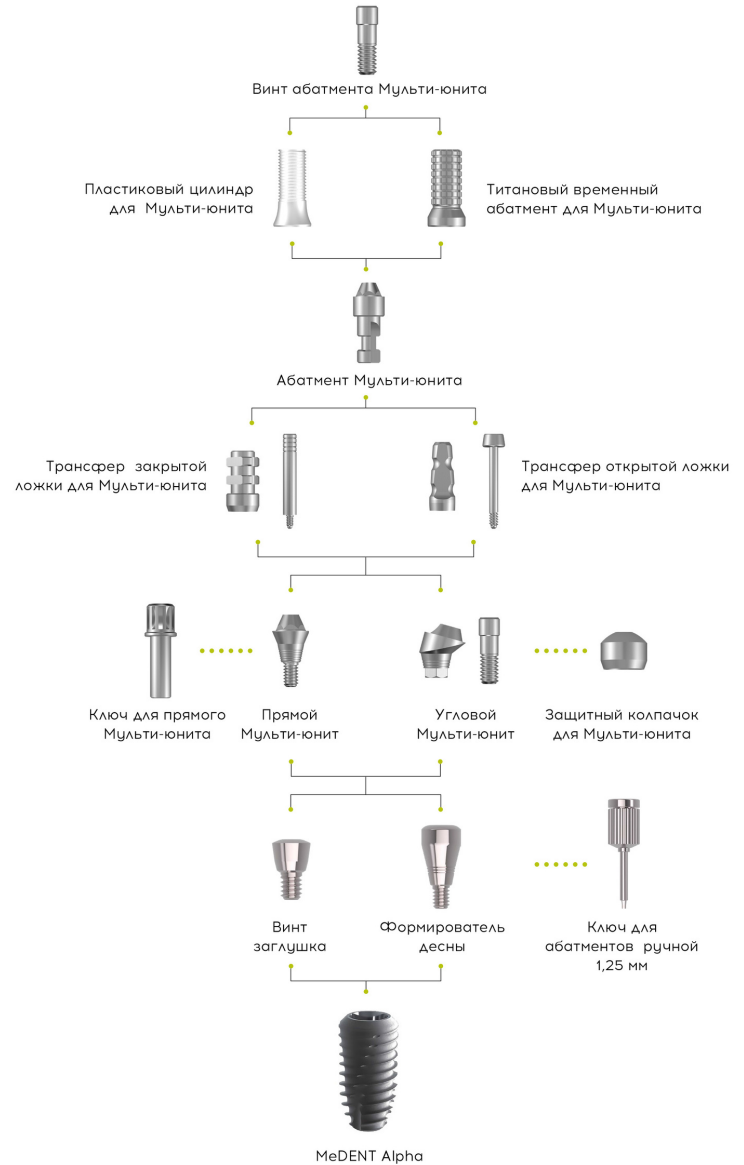 Винт абатмента Мульти-юнита
Пластиковый цилиндр
для Мульти-юнита
Титановый временный
абатмент для Мульти-юнита
Абатмент Мульти-юнита
Трансфер закрытой
ложки для Мульти-юнита
Трансфер открытой ложки
для Мульти-юнита
Ключ для прямого
Мульти-юнита
Прямой
Мульти-юнит
Угловой
Мульти-юнит
Защитный колпачок
для Мульти-юнита
Винт
заглушка
Формирователь
десны
Ключ для
абатментов ручной
1,25 мм
MeDENT Alpha